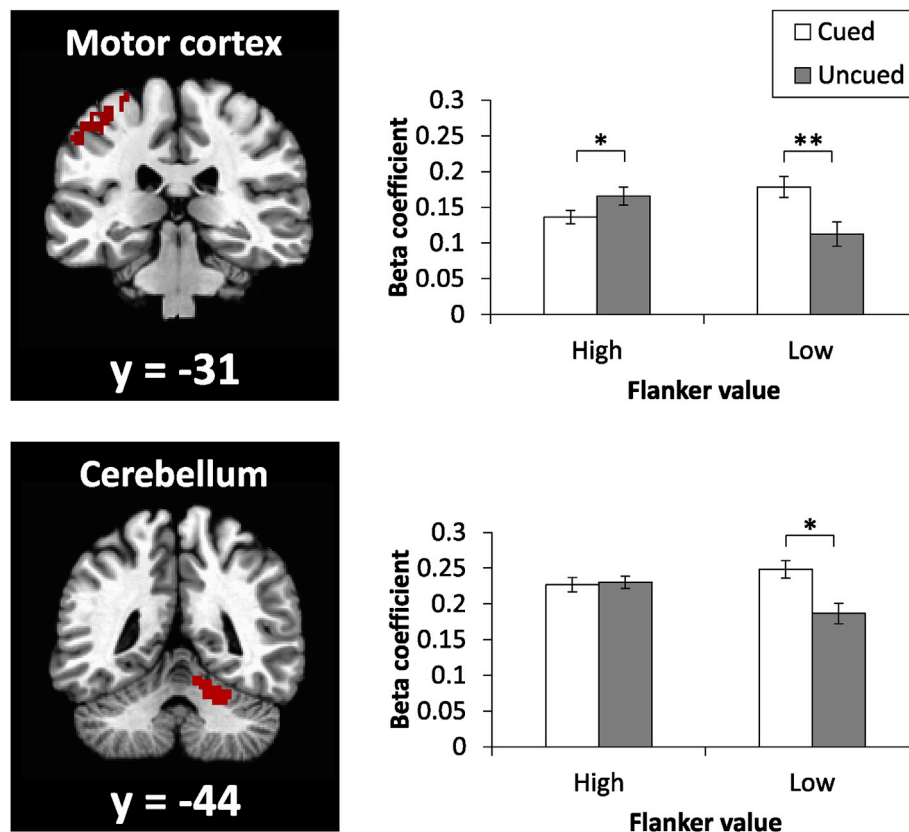 Motor cortex
y = -31
Cued
Uncued
Beta coefficient
0.3
0.25
0.2
0.15
0.1
0.05
0
*
**
High Low
Flanker value
Cerebellum
y = -44
Beta coefficient
0.3
0.25
0.2
0.15
0.1
0.05
0
*
High Low
Flanker value